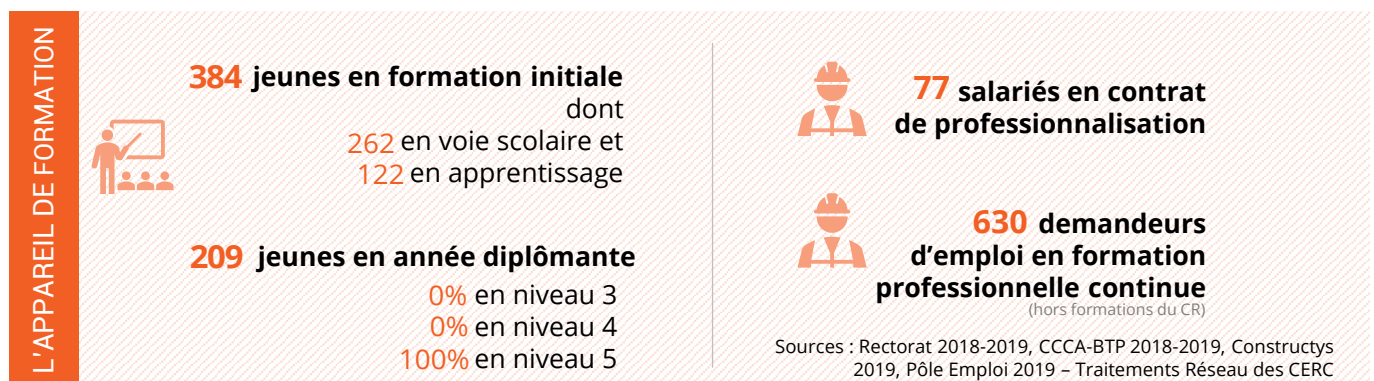 L'APPAREIL DE FORMATION
384 jeunes en formation initiale
dont
262 en voie scolaire et
122 en apprentissage
209 jeunes en année diplômante
0% en niveau 3
0% en niveau 4
100% en niveau 5
77 salariés en contrat
de professionnalisation
630 demandeurs
d'emploi en formation
professionnelle continue
(hors formations du CR)
Sources : Rectorat 2018-2019, CCCA-BTP 2018-2019, Constructys
2019, Pôle Emploi 2019 – Traitements Réseau des CERC